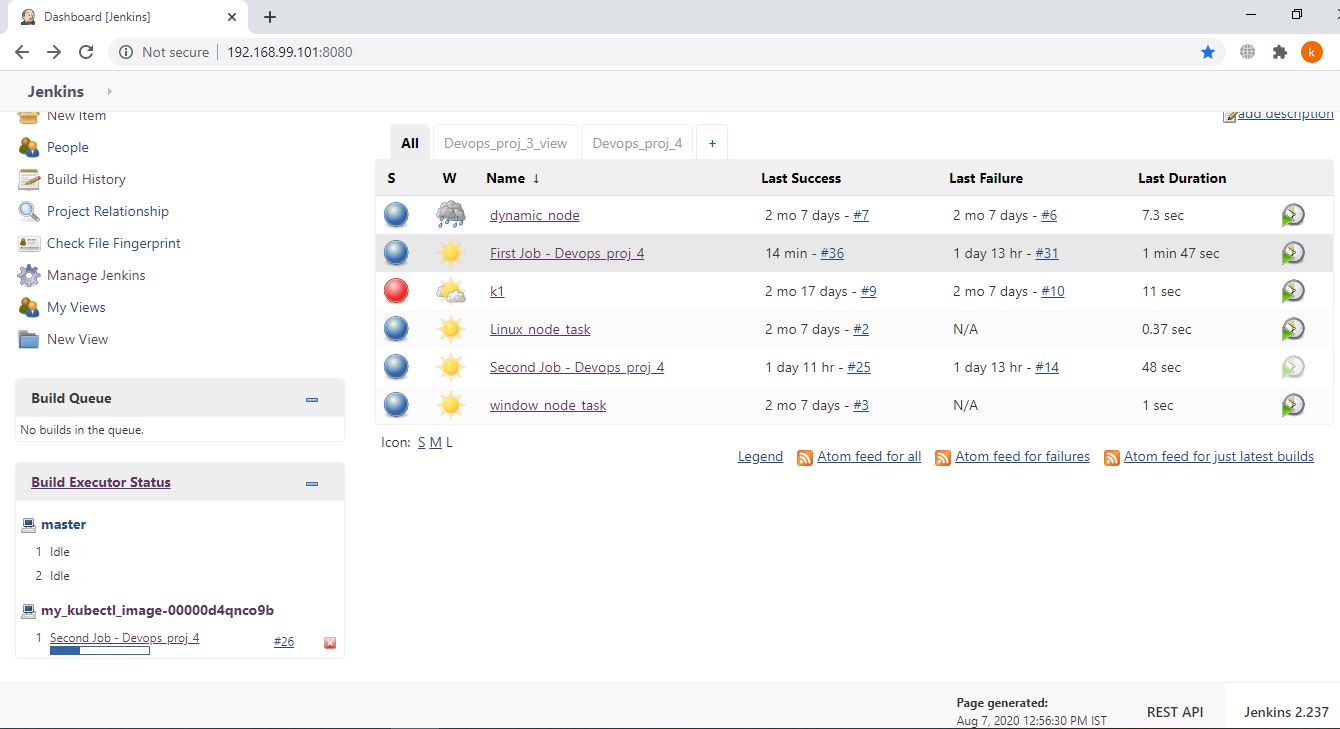 Dashboard [Jenkins]
Not secure 192.168.99.101:8080
k
Jenkins
New Item
People
Build History
Project Relationship
Check File Fingerprint
Manage Jenkins
My Views
New View
Build Queue
No builds in the queue.
Build Executor Status
master
1 Idle
2 Idle
my_kubectl_image-00000d4qnco9b
1 Second Job - Devops_proj_4 #26
add description
All Devops_proj_3_view Devops_proj_4 +
S W Name ↓ Last Success Last Failure Last Duration
dynamic_node 2 mo 7 days - #7 2 mo 7 days - #6 7.3 sec
First Job - Devops_proj_4 14 min - #36 1 day 13 hr - #31 1 min 47 sec
k1 2 mo 17 days - #9 2 mo 7 days - #10 11 sec
Linux_node_task 2 mo 7 days - #2 N/A 0.37 sec
Second Job - Devops_proj_4 1 day 11 hr - #25 1 day 13 hr - #14 48 sec
window_node_task 2 mo 7 days - #3 N/A 1 sec
Icon: S M L
Legend Atom feed for all Atom feed for failures Atom feed for just latest builds
Page generated:
Aug 7, 2020 12:56:30 PM IST
REST API
Jenkins 2.237